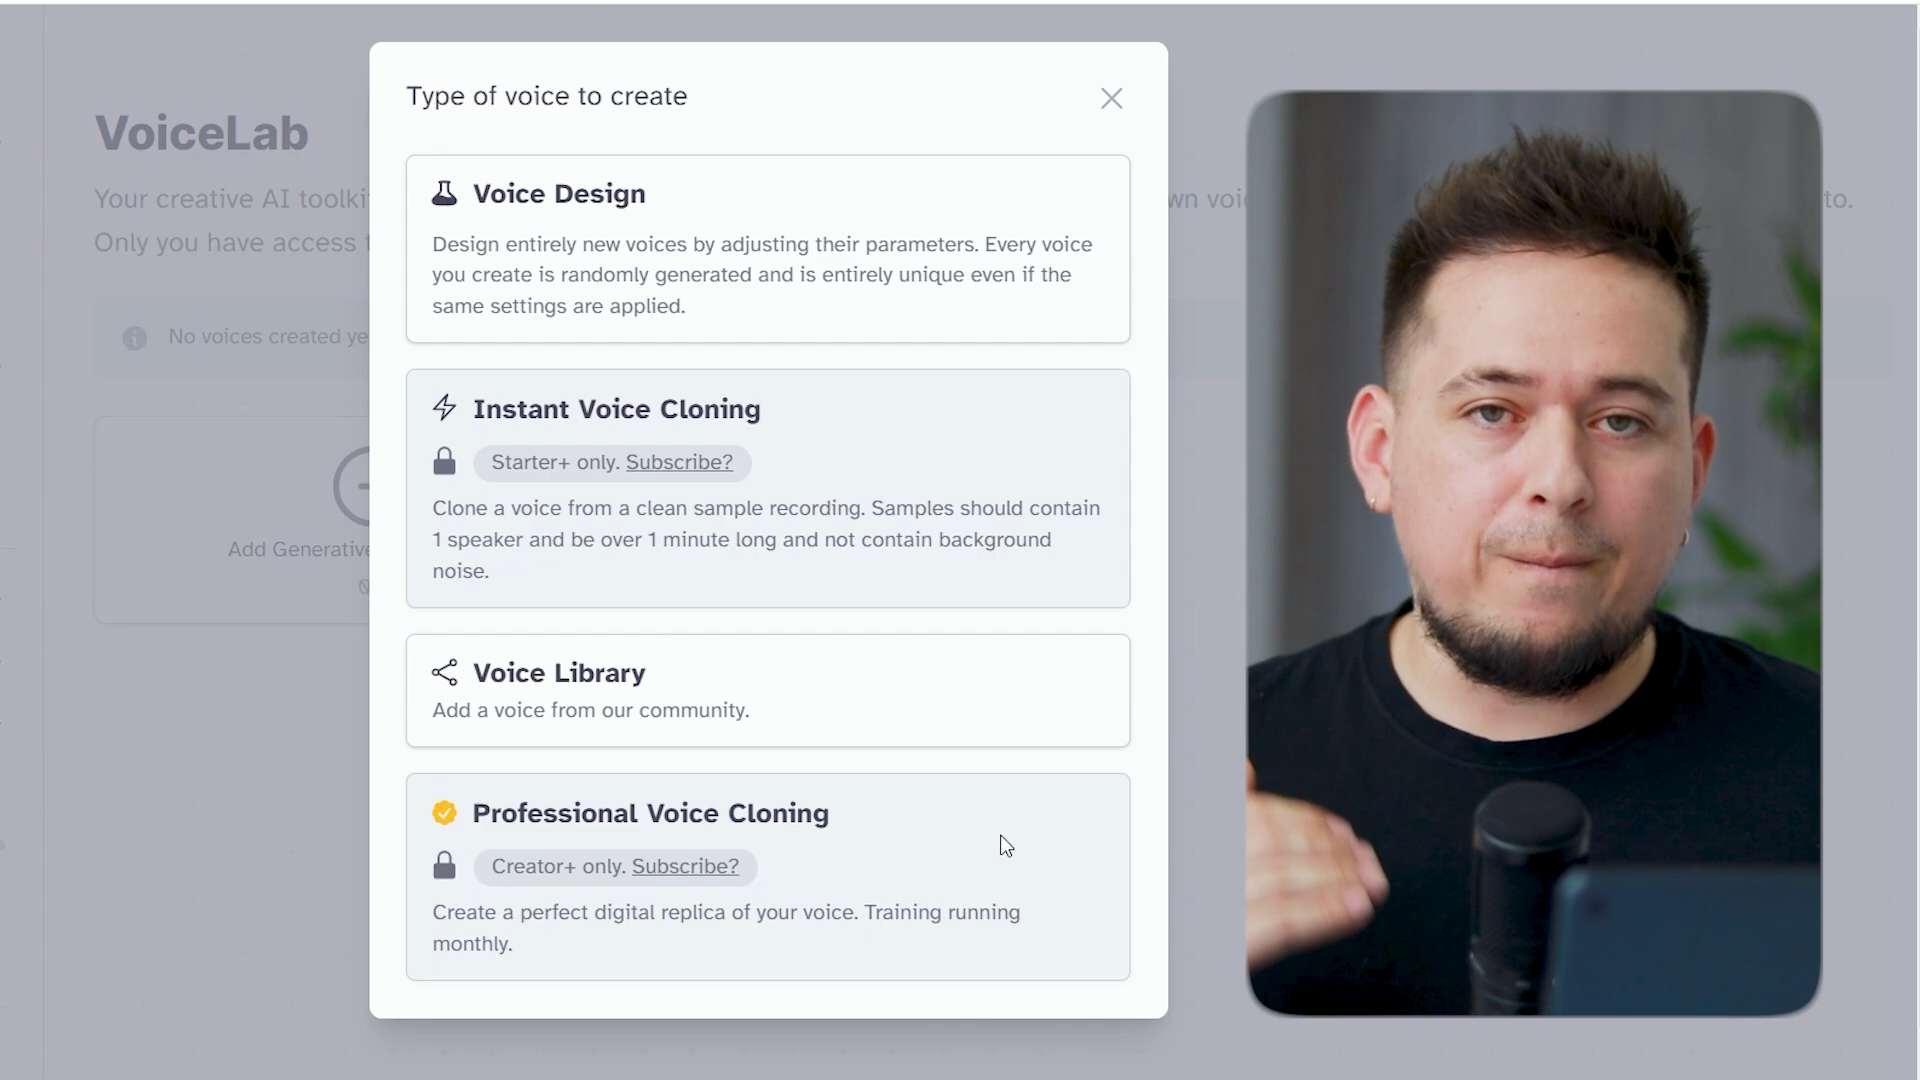 Type of voice to create
VoiceLab
Your creative AI toolki
wn voic
to.
Only you have access t
No voices created ye
Add Generative
Voice Design
Design entirely new voices by adjusting their parameters. Every voice
you create is randomly generated and is entirely unique even if the
same settings are applied.
Instant Voice Cloning
Starter+ only. Subscribe?
Clone a voice from a clean sample recording. Samples should contain
1 speaker and be over 1 minute long and not contain background
noise.
Voice Library
Add a voice from our community.
Professional Voice Cloning
Creator+ only. Subscribe?
Create a perfect digital replica of your voice. Training running
monthly.